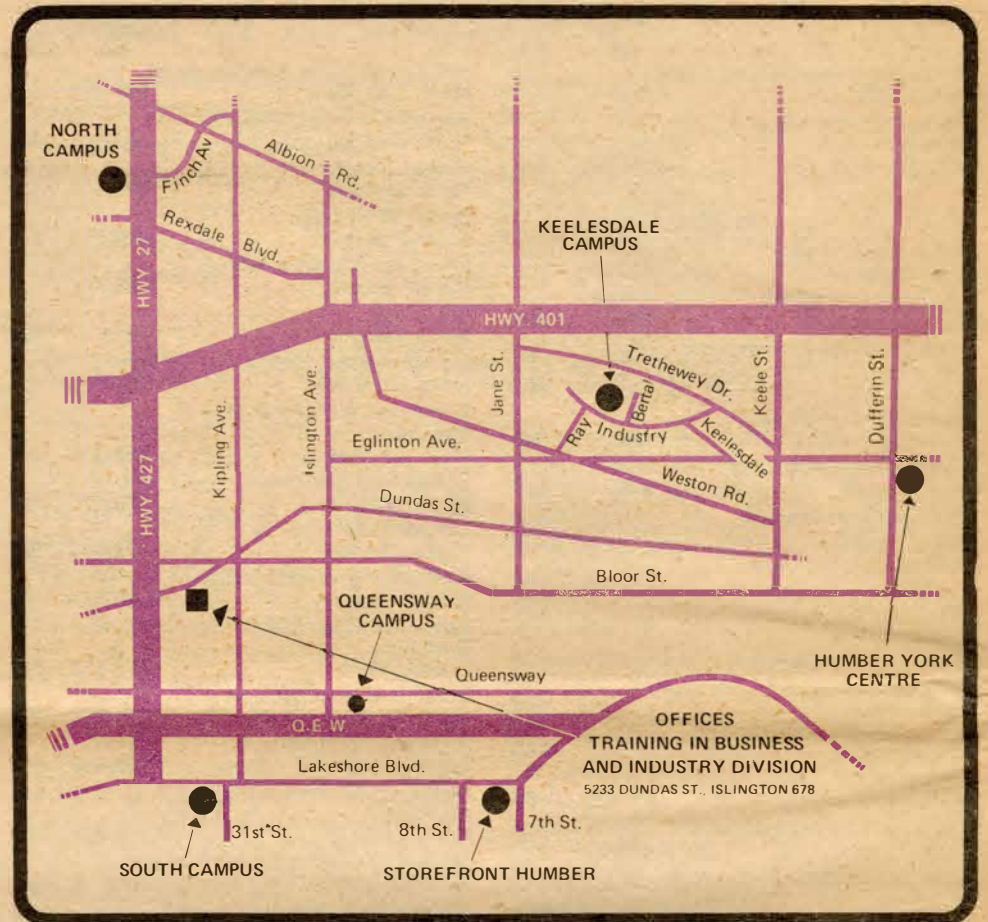 NORTH
CAMPUS
Finch Av
Albion Rd.
Rexdale Blvd.
HWY. 27
KEELESDALE
CAMPUS
HWY. 401
Trethewey Dr.
Jane St.
Keele St.
Dufferin St.
Bertal
Ray
Industry
Keelesdale
Kipling Ave.
Islington Ave.
Eglinton Ave.
Weston Rd.
HWY. 427
Dundas St.
Bloor St.
QUEENSWAY
CAMPUS
HUMBER YORK
CENTRE
Queensway
Q.E.W.
OFFICES
TRAINING IN BUSINESS
AND INDUSTRY DIVISION
5233 DUNDAS ST., ISLINGTON 678
Lakeshore Blvd.
31st St.
8th St.
7th St.
SOUTH CAMPUS
STOREFRONT HUMBER